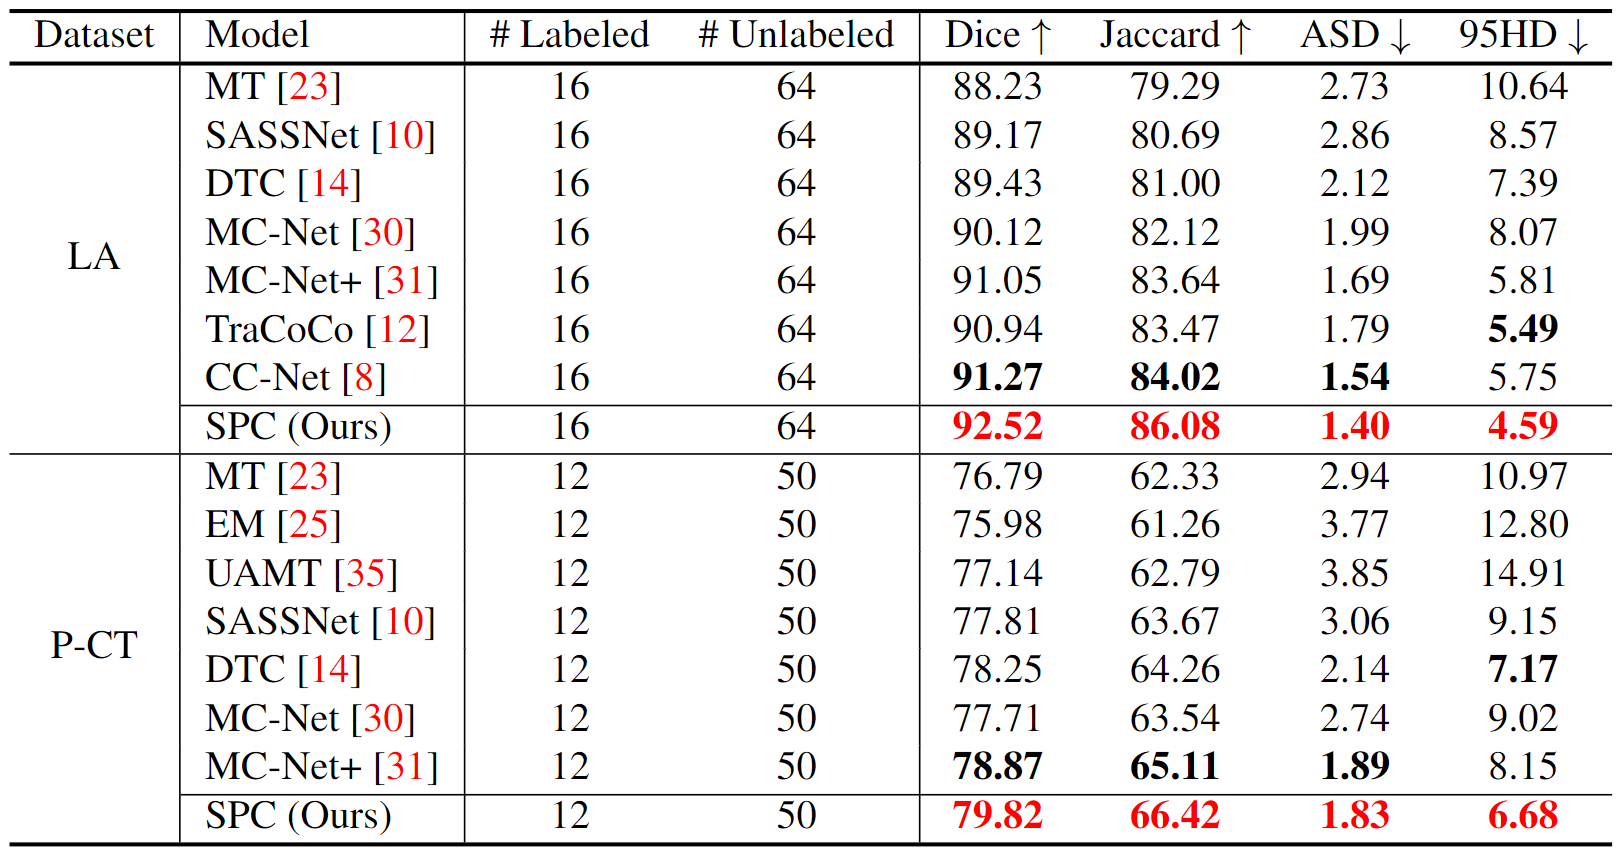 Dataset Model # Labeled # Unlabeled Dice ↑ Jaccard ↑ ASD ↓ 95HD ↓
MT [23] 16 64 88.23 79.29 2.73 10.64
SASSNet [10] 16 64 89.17 80.69 2.86 8.57
DTC [14] 16 64 89.43 81.00 2.12 7.39
MC-Net [30] 16 64 90.12 82.12 1.99 8.07
LA
MC-Net+ [31] 16 64 91.05 83.64 1.69 5.81
TraCoCo [12] 16 64 90.94 83.47 1.79 5.49
CC-Net [8] 16 64 91.27 84.02 1.54 5.75
SPC (Ours) 16 64 92.52 86.08 1.40 4.59
MT [23] 12 50 76.79 62.33 2.94 10.97
EM [25] 12 50 75.98 61.26 3.77 12.80
UAMT [35] 12 50 77.14 62.79 3.85 14.91
SASSNet [10] 12 50 77.81 63.67 3.06 9.15
P-CT
DTC [14] 12 50 78.25 64.26 2.14 7.17
MC-Net [30] 12 50 77.71 63.54 2.74 9.02
MC-Net+ [31] 12 50 78.87 65.11 1.89 8.15
SPC (Ours) 12 50 79.82 66.42 1.83 6.68